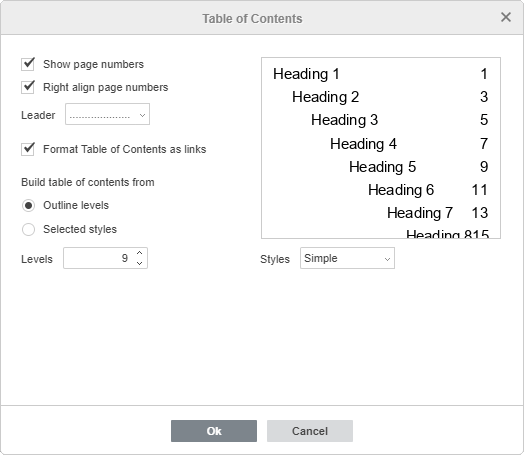 Table of Contents
Show page numbers
Right align page numbers
Leader ....................
Format Table of Contents as links
Build table of contents from
Outline levels
Selected styles
Levels 9
Heading 1 1
Heading 2 3
Heading 3 5
Heading 4 7
Heading 5 9
Heading 6 11
Heading 7 13
Heading 815
Styles Simple
Ok Cancel